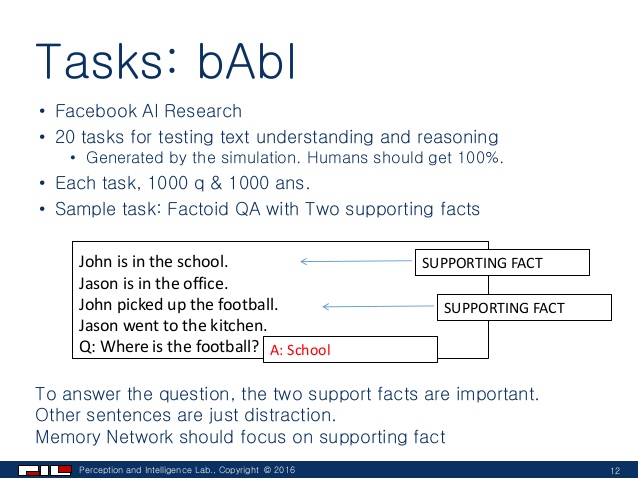 Tasks: bAbI
• Facebook AI Research
• 20 tasks for testing text understanding and reasoning
• Generated by the simulation. Humans should get 100%.
• Each task, 1000 q & 1000 ans.
• Sample task: Factoid QA with Two supporting facts
John is in the school.
SUPPORTING FACT
Jason is in the office.
John picked up the football.
SUPPORTING FACT
Jason went to the kitchen.
Q: Where is the football? A: School
To answer the question, the two support facts are important.
Other sentences are just distraction.
Memory Network should focus on supporting fact
Perception and Intelligence Lab., Copyright © 2016
12